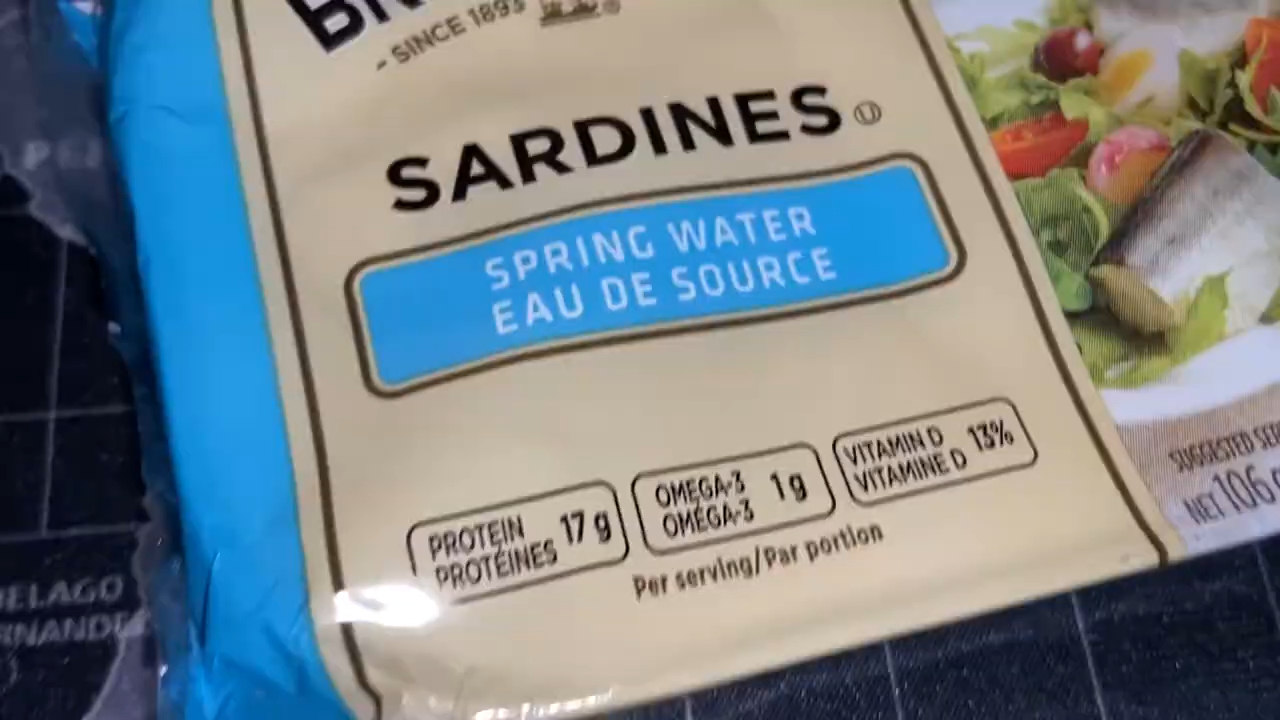 - SINCE 1893
SARDINES
SPRING WATER
EAU DE SOURCE
PROTEIN
PROTÉINES
17 g
OMEGA-3
OMÉGA-3
1 g
VITAMIN D
VITAMINE D
13%
Per serving/Par portion
SUGGESTED
NET 106